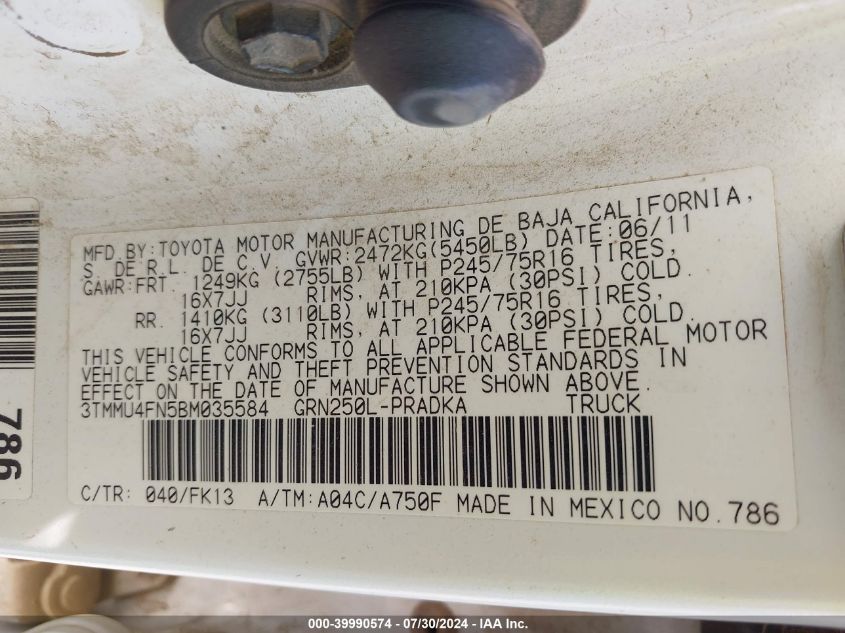 MFD.BY:TOYOTA MOTOR MANUFACTURING DE BAJA CALIFORNIA,
S. DE R.L. DE C.V. GVWR:2472KG(5450LB) DATE:06/11
GAWR:FRT. 1249KG (2755LB) WITH P245/75R16 TIRES,
16X7JJ RIMS, AT 210KPA (30PSI) COLD.
RR. 1410KG (3110LB) WITH P245/75R16 TIRES,
16X7JJ RIMS, AT 210KPA (30PSI) COLD.
THIS VEHICLE CONFORMS TO ALL APPLICABLE FEDERAL MOTOR
VEHICLE SAFETY AND THEFT PREVENTION STANDARDS IN
EFFECT ON THE DATE OF MANUFACTURE SHOWN ABOVE.
3TMMU4FN5BM035584 GRN250L-PRADKA TRUCK
C/TR: 040/FK13 A/TM:A04C/A750F MADE IN MEXICO NO.786
786
000-39990574 / 07/30/2024 - IAA Inc.